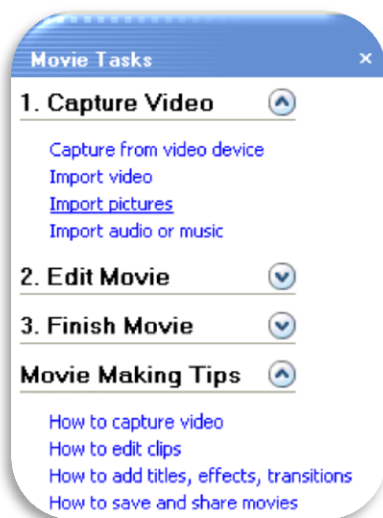 Movie Tasks
1. Capture Video
Capture from video device
Import video
Import pictures
Import audio or music
2. Edit Movie
3. Finish Movie
Movie Making Tips
How to capture video
How to edit clips
How to add titles, effects, transitions
How to save and share movies